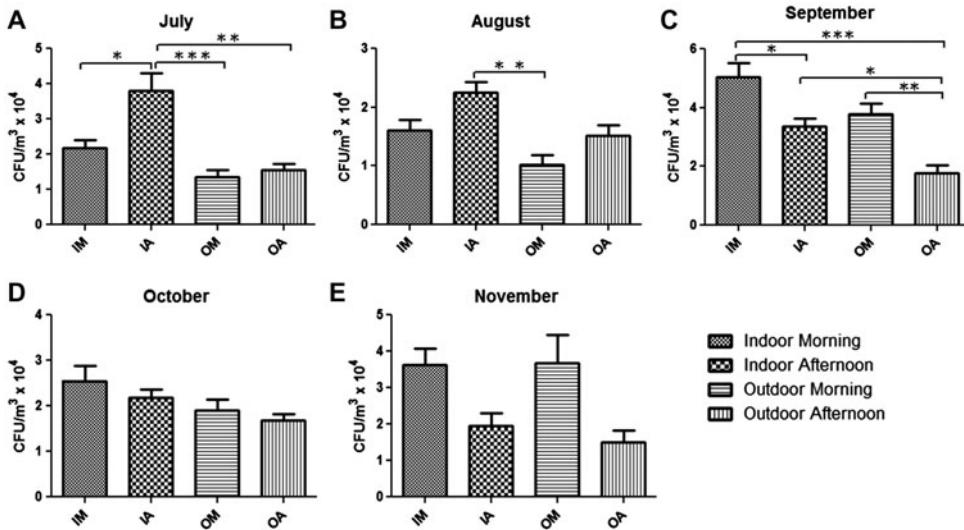 A
July
CFU/m³ x 10⁴
5
4
3
2
1
0
*
**
***
IM
IA
OM
OA
B
August
CFU/m³ x 10⁴
3
2
1
0
* *
IM
IA
OM
OA
C
September
CFU/m³ x 10⁴
6
4
2
0
***
*
*
**
IM
IA
OM
OA
D
October
CFU/m³ x 10⁴
4
3
2
1
0
IM
IA
OM
OA
E
November
CFU/m³ x 10⁴
5
4
3
2
1
0
IM
IA
OM
OA
Indoor Morning
Indoor Afternoon
Outdoor Morning
Outdoor Afternoon